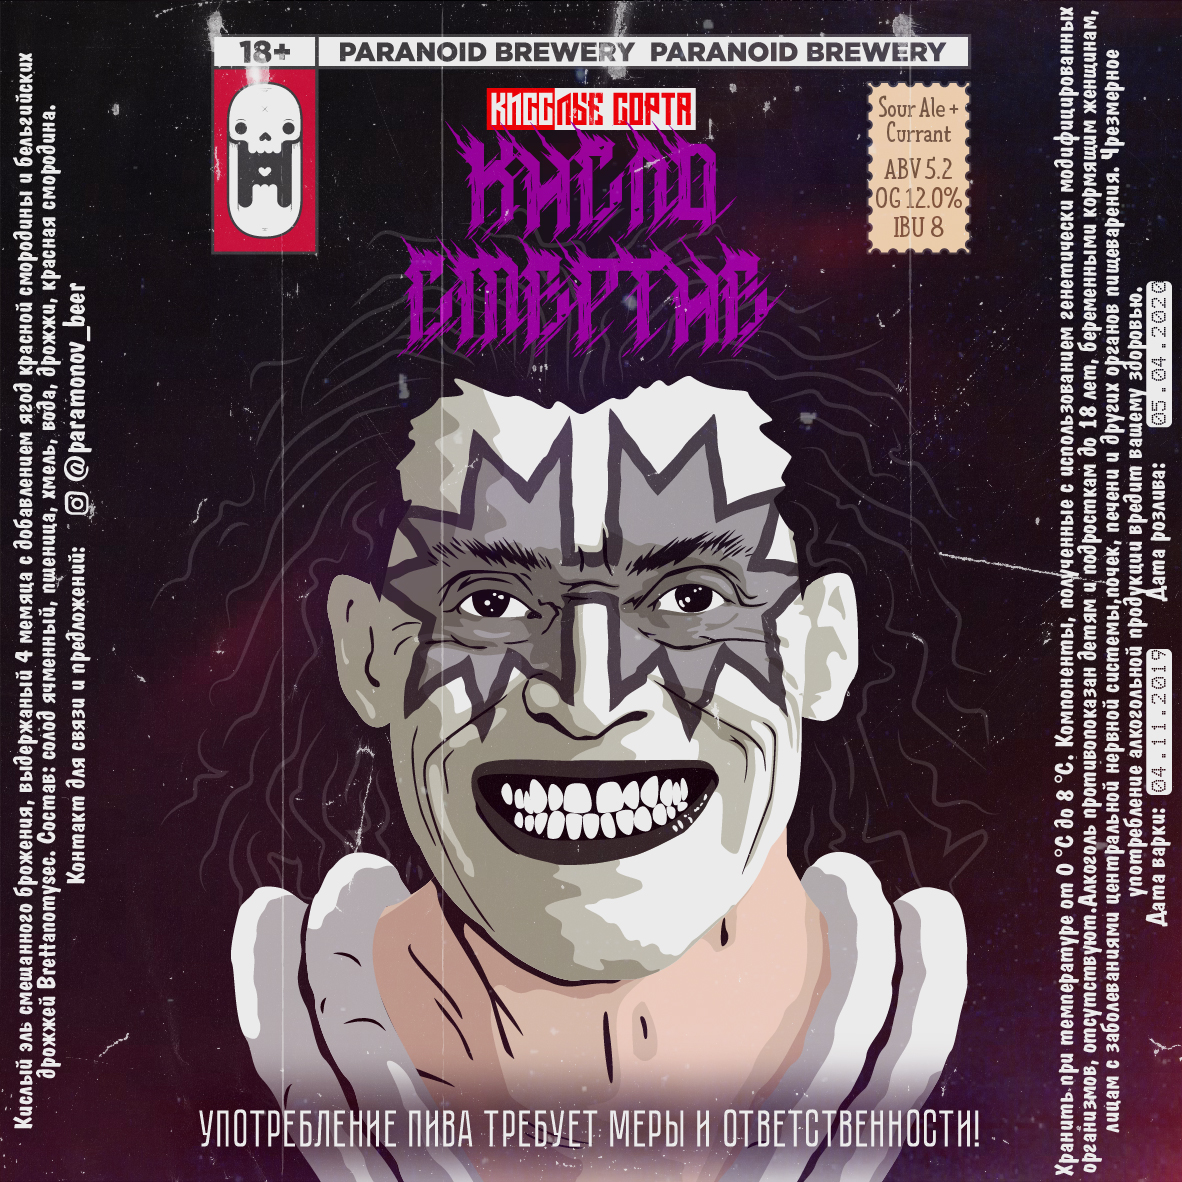 18+
PARANOID BREWERY PARANOID BREWERY
КИССЛЫЕ СОРТА
КИСЛО
СМЕРТИЕ
Sour Ale +
Currant
ABV 5.2
OG 12.0%
IBU 8
Кислый эль смешанного брожения, выдержаный 4 мемяца с добавлением ягод красной смородины и бельгийских
дрожжей Brettanomysec. Состав: солод ячменный, пшеница, хмель, вода, дрожжи, красная смородина.
Контакт для связи и предложений: @paramonov_beer
Хранить при температуре от 0 °С до 8 °С. Компоненты, полученные с использованием генетически модифицированных
организмов, отсутствуют.Алкоголь противопоказан детям и подросткам до 18 лет, беременным и кормящим женщинам,
лицам с заболеваниями центральной нервной системы,почек, печени и других органов пищеварения. Чрезмерное
употребление алкогольной продукции вредит вашему здоровью.
Дата варки: 04.11.2019 Дата розлива: 05.04.2020
УПОТРЕБЛЕНИЕ ПИВА ТРЕБУЕТ МЕРЫ И ОТВЕТСТВЕННОСТИ!